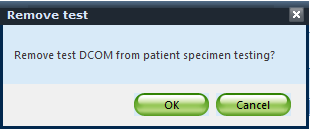 Remove test
Remove test DCOM from patient specimen testing?
OK
Cancel